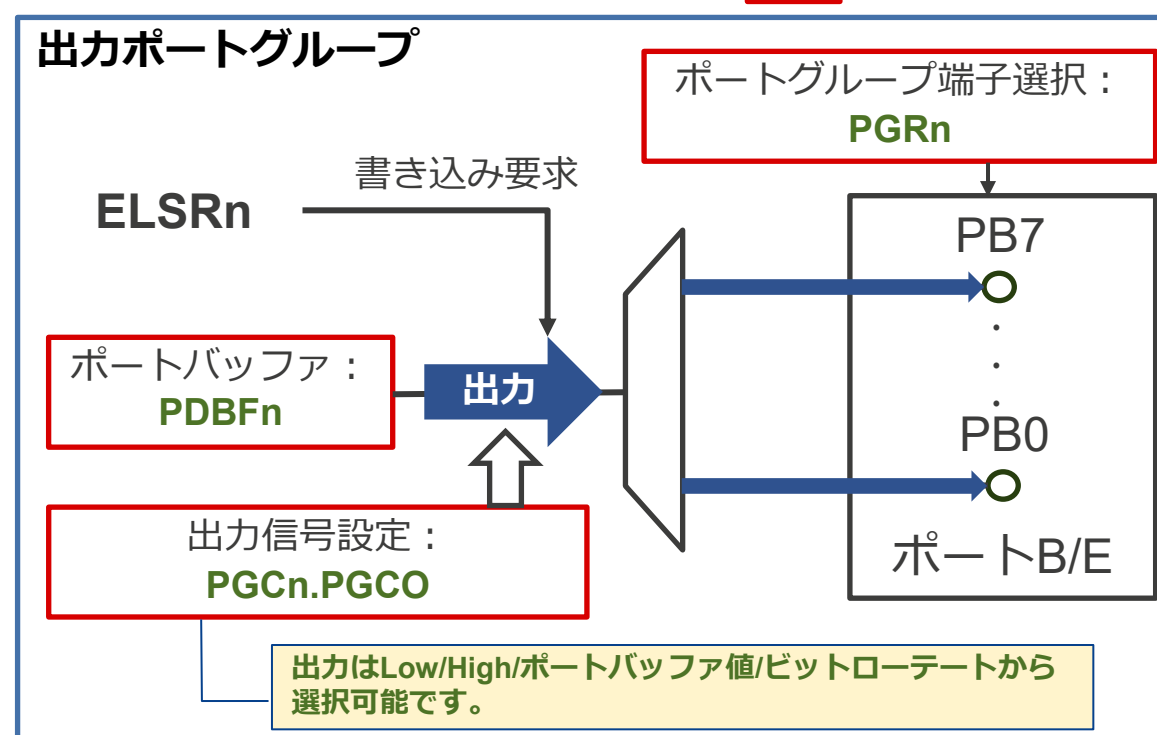 出力ポートグループ
ポートグループ端子選択：
PGRn
書き込み要求
ELSRn
PB7
・
・
・
PB0
ポートB/E
ポートバッファ：
PDBFn
出力
出力信号設定：
PGCn.PGCO
出力はLow/High/ポートバッファ値/ビットローテートから
選択可能です。